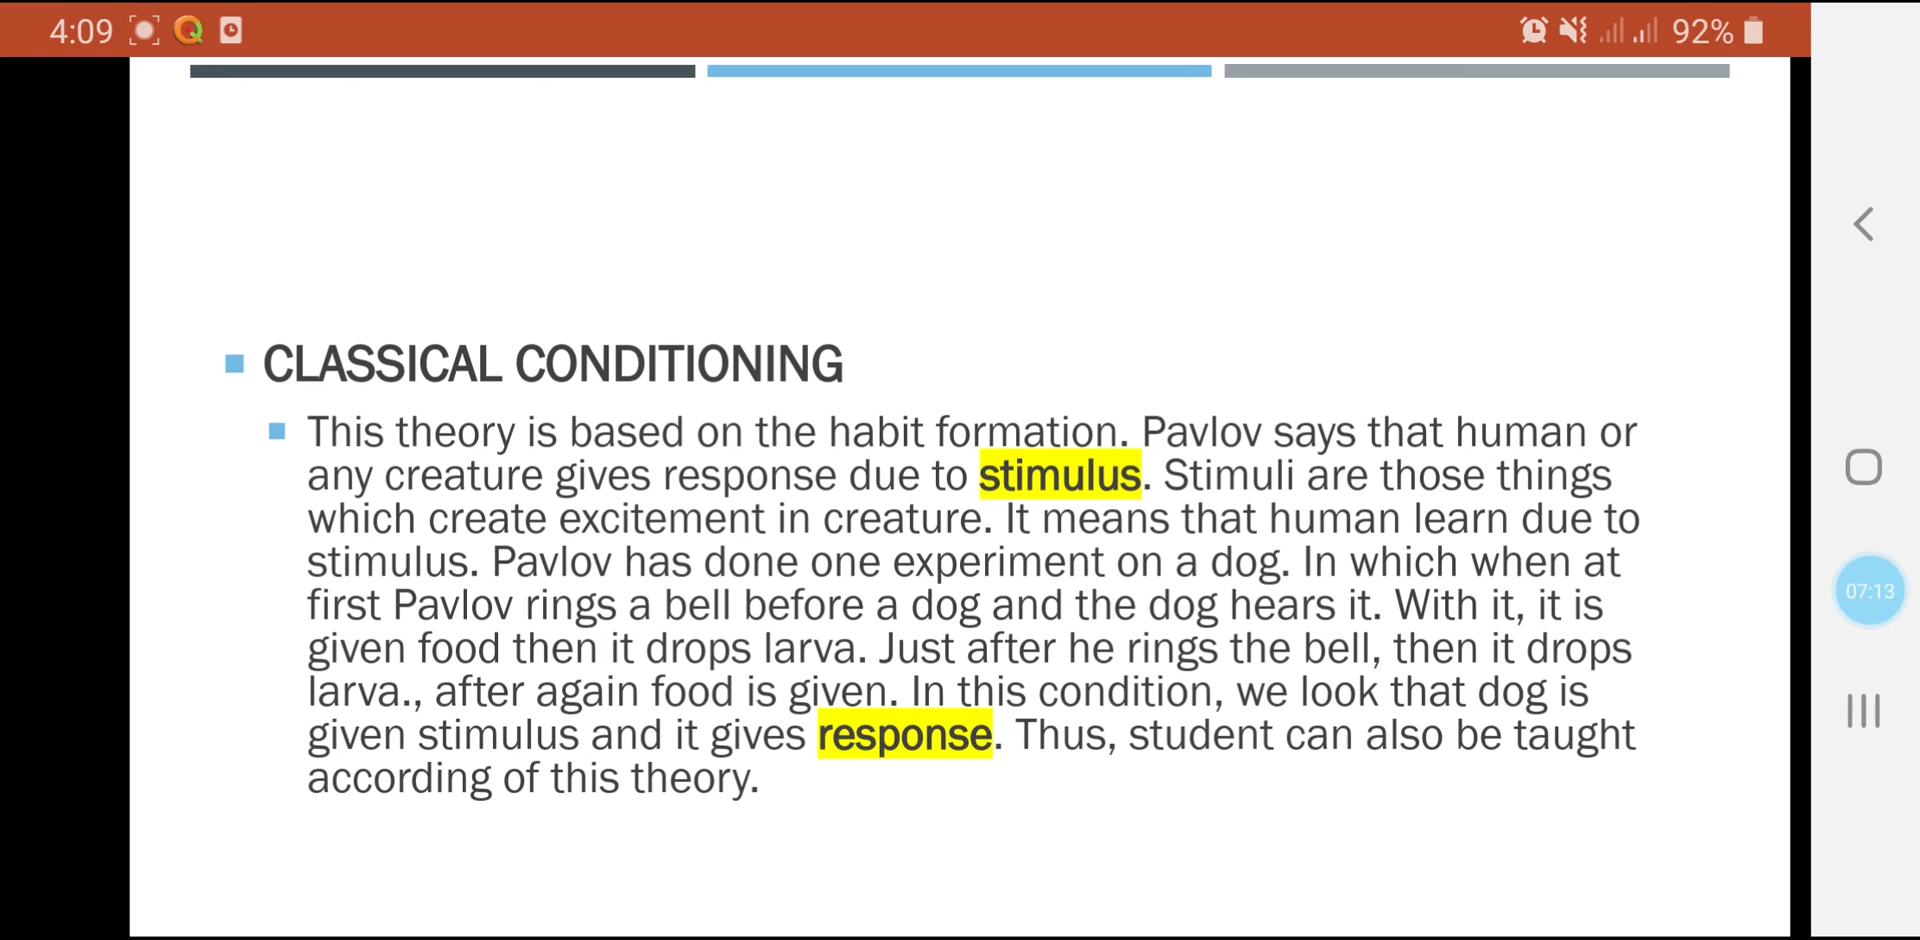 4:09
92%
CLASSICAL CONDITIONING
This theory is based on the habit formation. Pavlov says that human or
any creature gives response due to stimulus. Stimuli are those things
which create excitement in creature. It means that human learn due to
stimulus. Pavlov has done one experiment on a dog. In which when at
first Pavlov rings a bell before a dog and the dog hears it. With it, it is
given food then it drops larva. Just after he rings the bell, then it drops
larva., after again food is given. In this condition, we look that dog is
given stimulus and it gives response. Thus, student can also be taught
according of this theory.
07:13